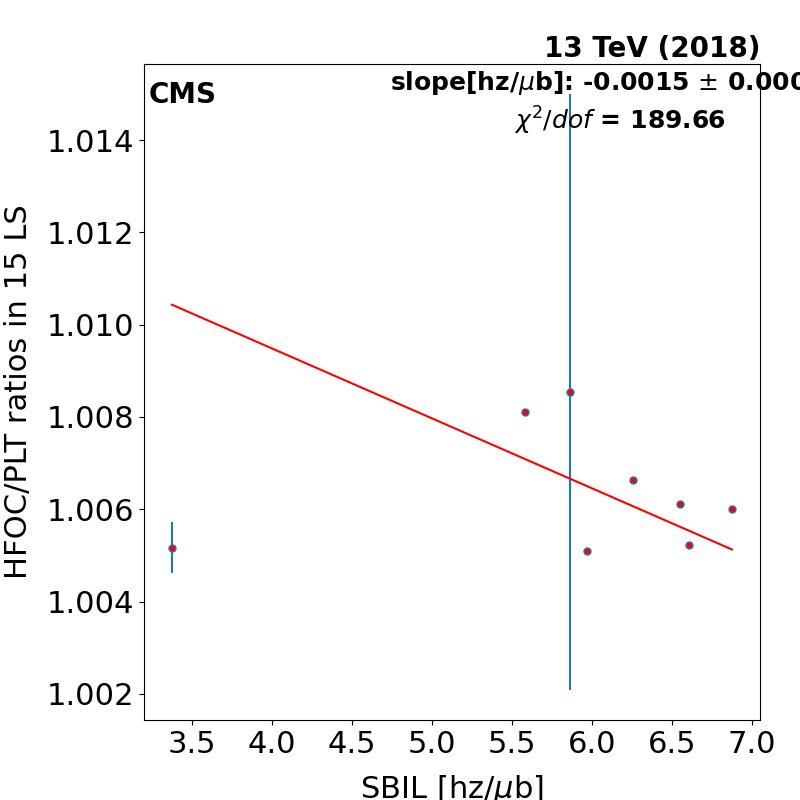 13 TeV (2018)
slope[hz/μb]: -0.0015 ± 0.000
CMS
χ²/dof = 189.66
1.014
1.012
1.010
1.008
1.006
1.004
1.002
HFOC/PLT ratios in 15 LS
3.5 4.0 4.5 5.0 5.5 6.0 6.5 7.0
SBIL [hz/μb]